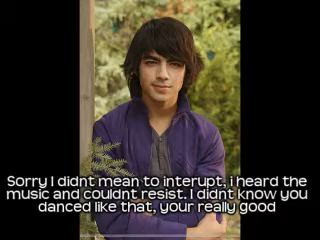 Sorry I didnt mean to interupt, i heard the
music and couldnt resist. I didnt know you
danced like that, your really good